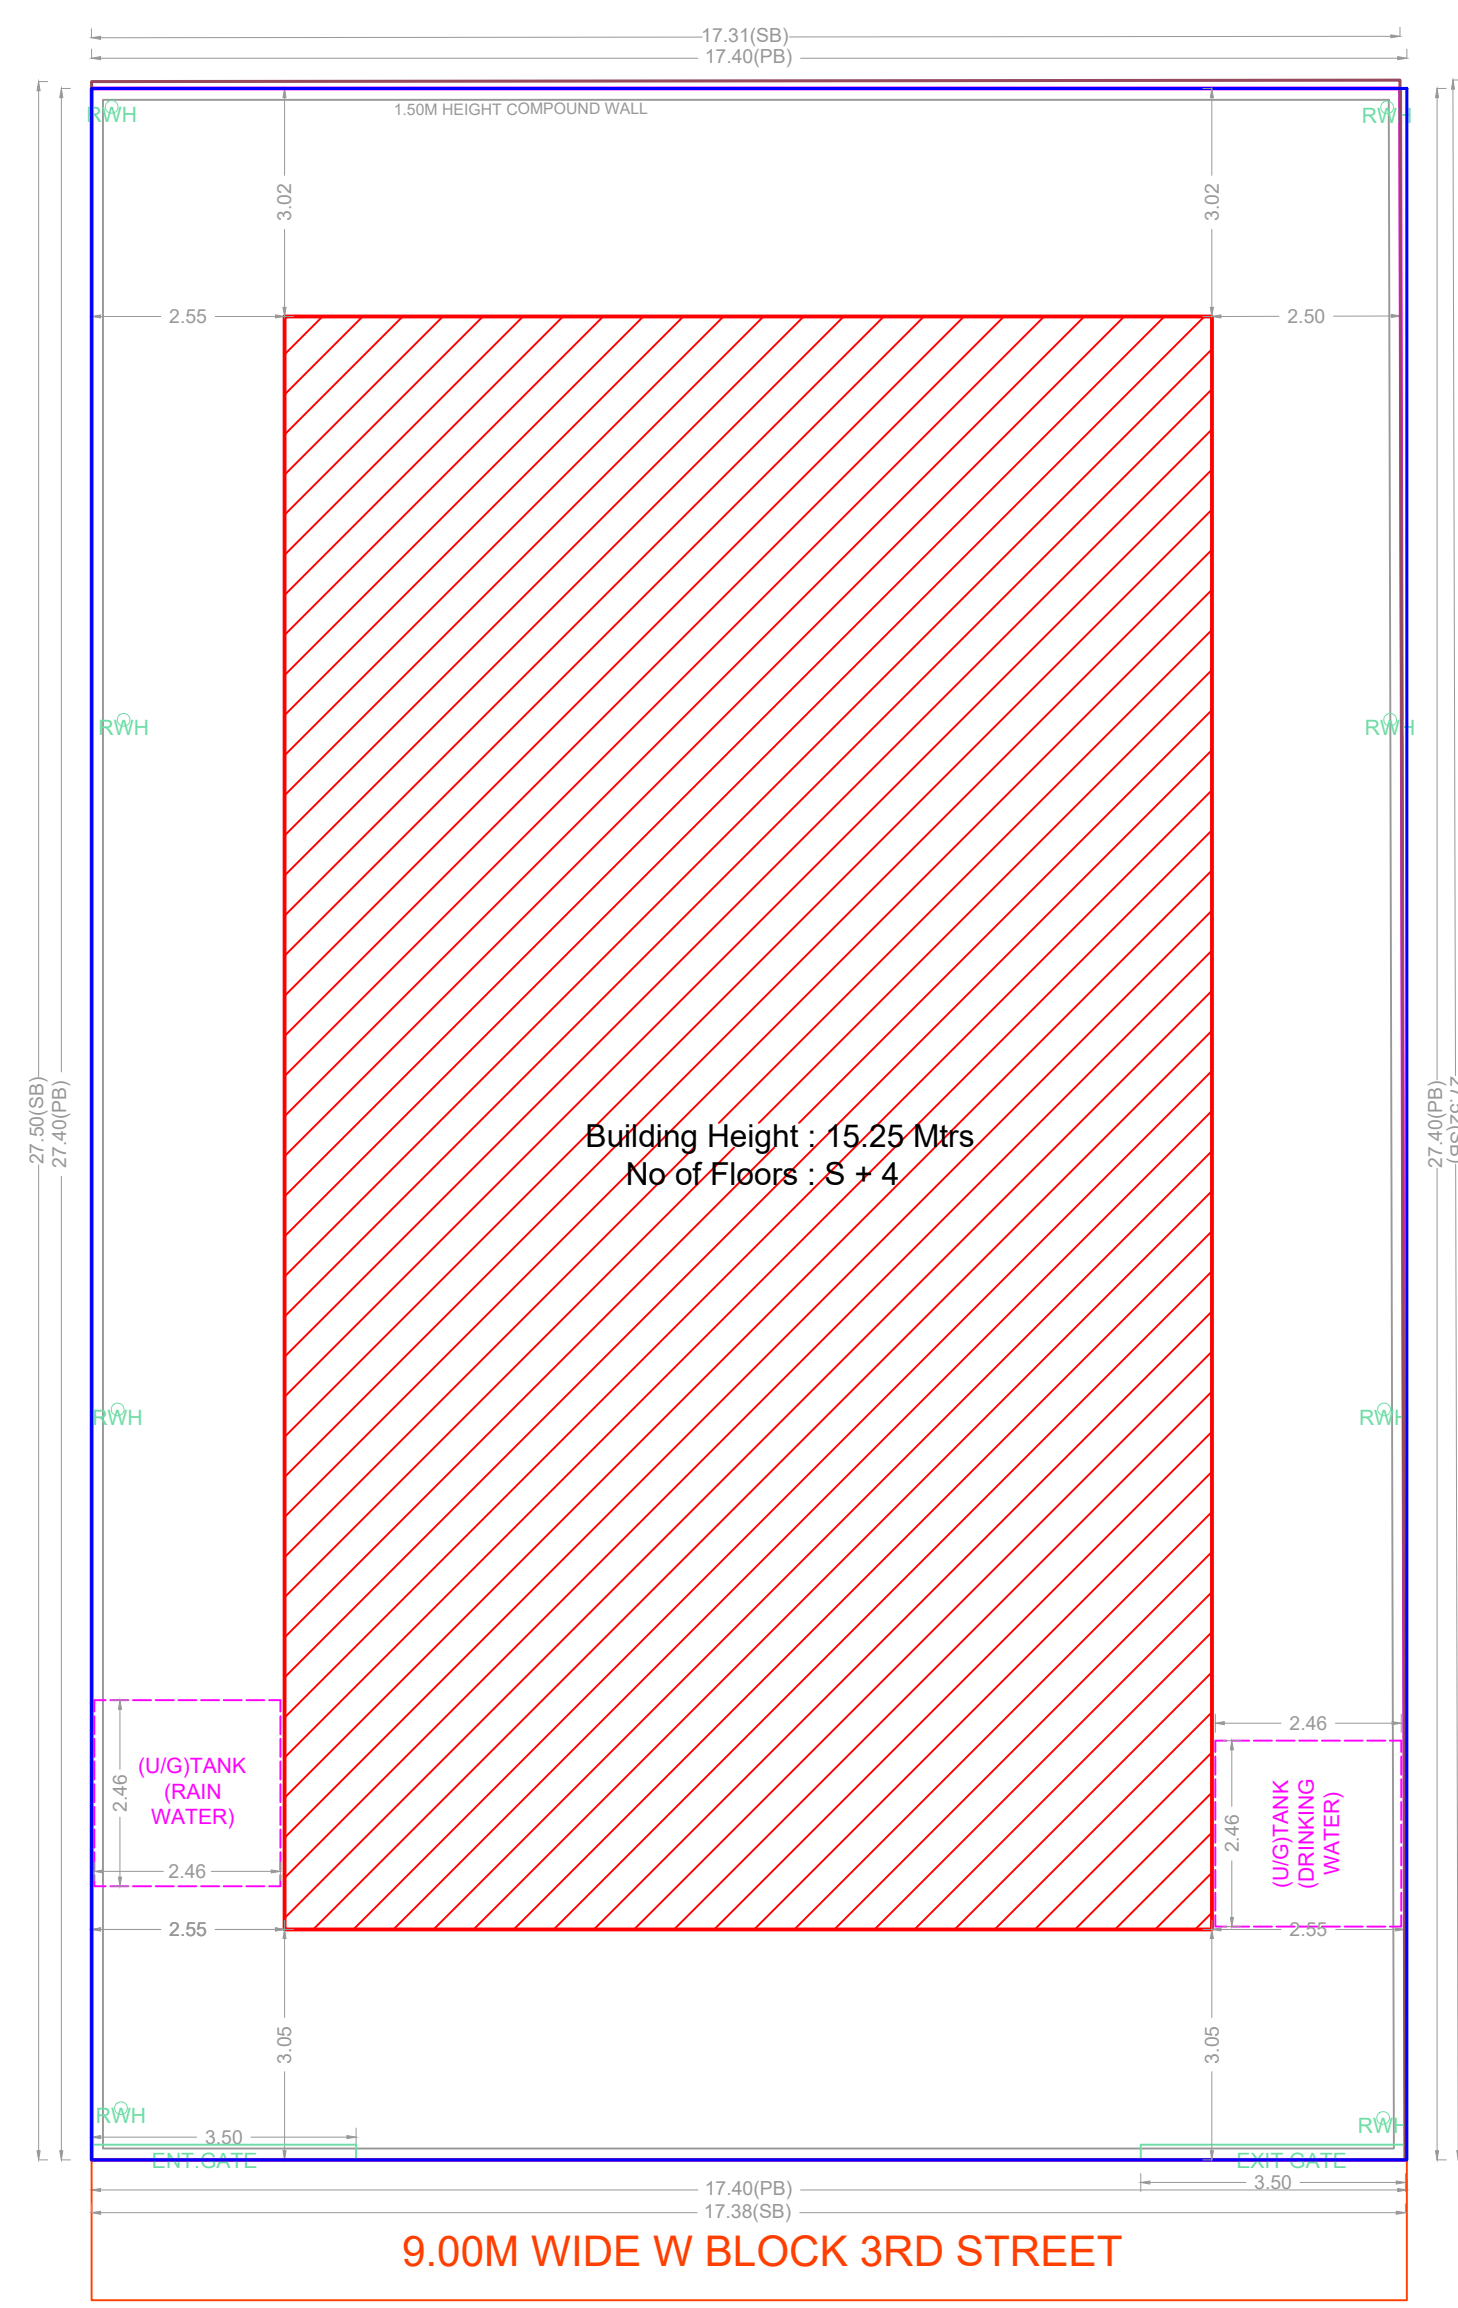 17.31(SB)
17.40(PB)
1.50M HEIGHT COMPOUND WALL
RWH
RWH
3.02
3.02
2.55
2.50
RWH
RWH
27.50(SB)
27.40(PB)
27.40(PB)
27.52(SB)
Building Height : 15.25 Mtrs
No of Floors : S + 4
RWH
RWH
2.46
(U/G)TANK
(RAIN
WATER)
2.46
2.46
2.46
(U/G)TANK
(DRINKING
WATER)
2.55
2.55
3.05
3.05
RWH
RWH
3.50
ENT.GATE
EXIT GATE
3.50
17.40(PB)
17.38(SB)
9.00M WIDE W BLOCK 3RD STREET